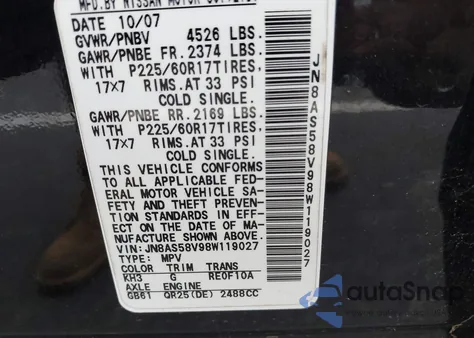 MFD. BY NISSAN MOTOR
DATE 10/07
GVWR/PNBV 4526 LBS.
GAWR/PNBE FR. 2374 LBS.
WITH P225/60R17TIRES.
17X7 RIMS.AT 33 PSI
COLD SINGLE.
GAWR/PNBE RR. 2169 LBS.
WITH P225/60R17TIRES.
17X7 RIMS.AT 33 PSI
COLD SINGLE.
THIS VEHICLE CONFORMS
TO ALL APPLICABLE FED-
ERAL MOTOR VEHICLE SA-
FETY AND THEFT PREV-
ENTION STANDARDS IN EFF-
ECT ON THE DATE OF MA-
NUFACTURE SHOWN ABOVE.
VIN:JN8AS58V98W119027
TYPE: MPV
COLOR TRIM TRANS
KH3 G RE0F10A
AXLE ENGINE
GB61 QR25(DE) 2488CC
JN8AS58V98W119027
autoSnap